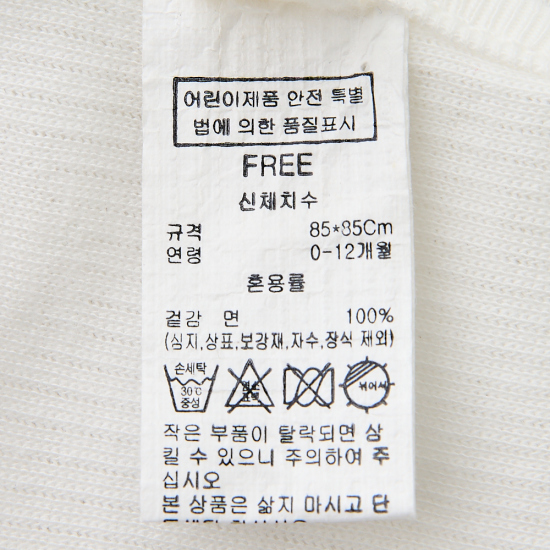 어린이제품 안전 특별
법에 의한 품질표시
FREE
신체치수
규격 85*85Cm
연령 0-12개월
혼용률
겉감 면 100%
(심지,상표,보강재,자수,장식 제외)
손세탁
30℃
중성
염소
표백
뉘어서
작은 부품이 탈락되면 삼
킬 수 있으니 주의하여 주
십시오
본 상품은 삶지 마시고 단